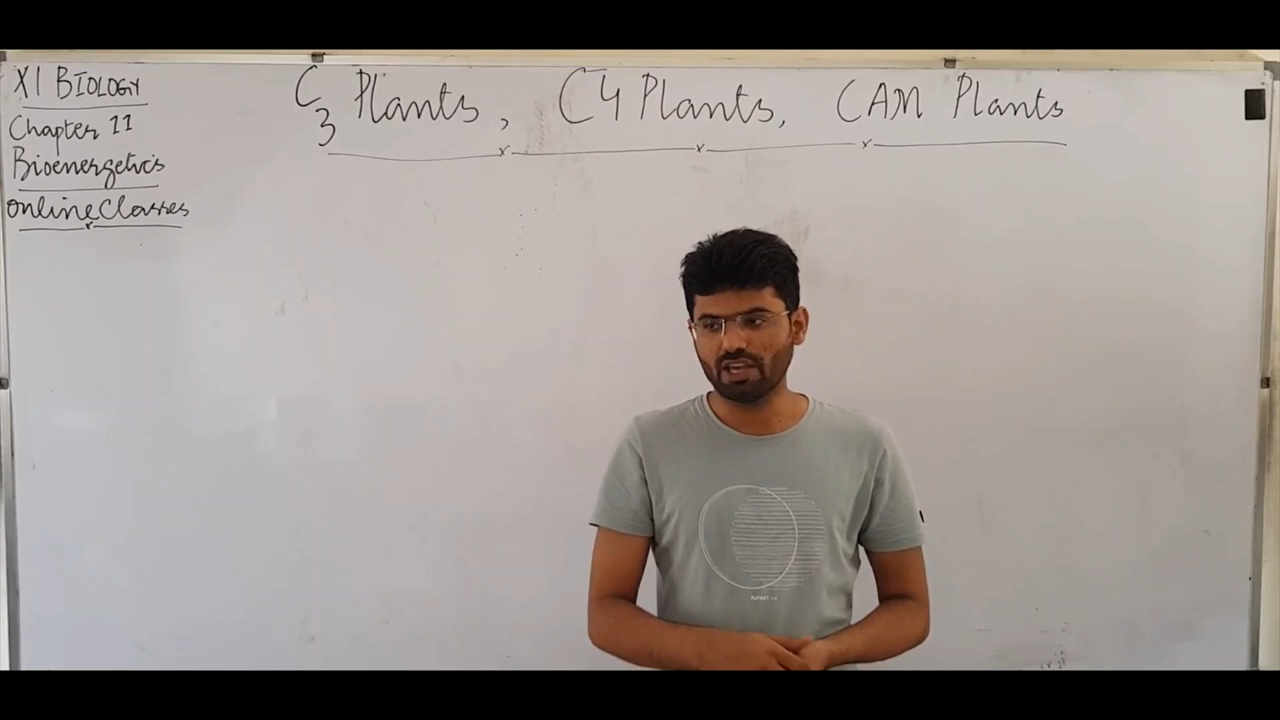 XI BIOLOGY
Chapter 11
Bioenergetics
Online Classes
C3 Plants, C4 Plants, CAM Plants